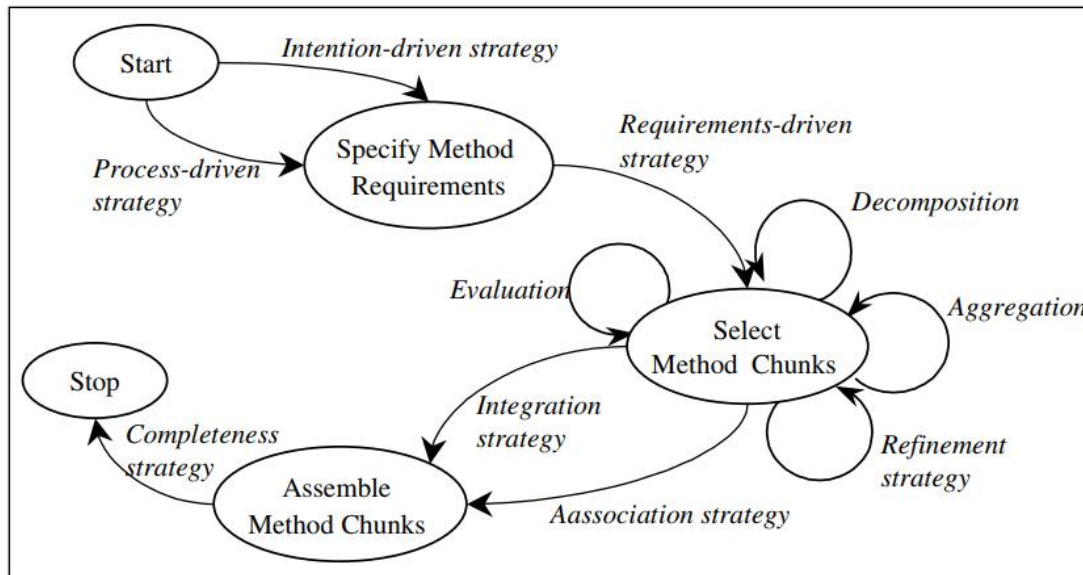 Start
Intention-driven strategy
Process-driven
strategy
Specify Method
Requirements
Requirements-driven
strategy
Decomposition
Evaluation
Aggregation
Select
Method Chunks
Stop
Completeness
strategy
Integration
strategy
Refinement
strategy
Assemble
Method Chunks
Aassociation strategy